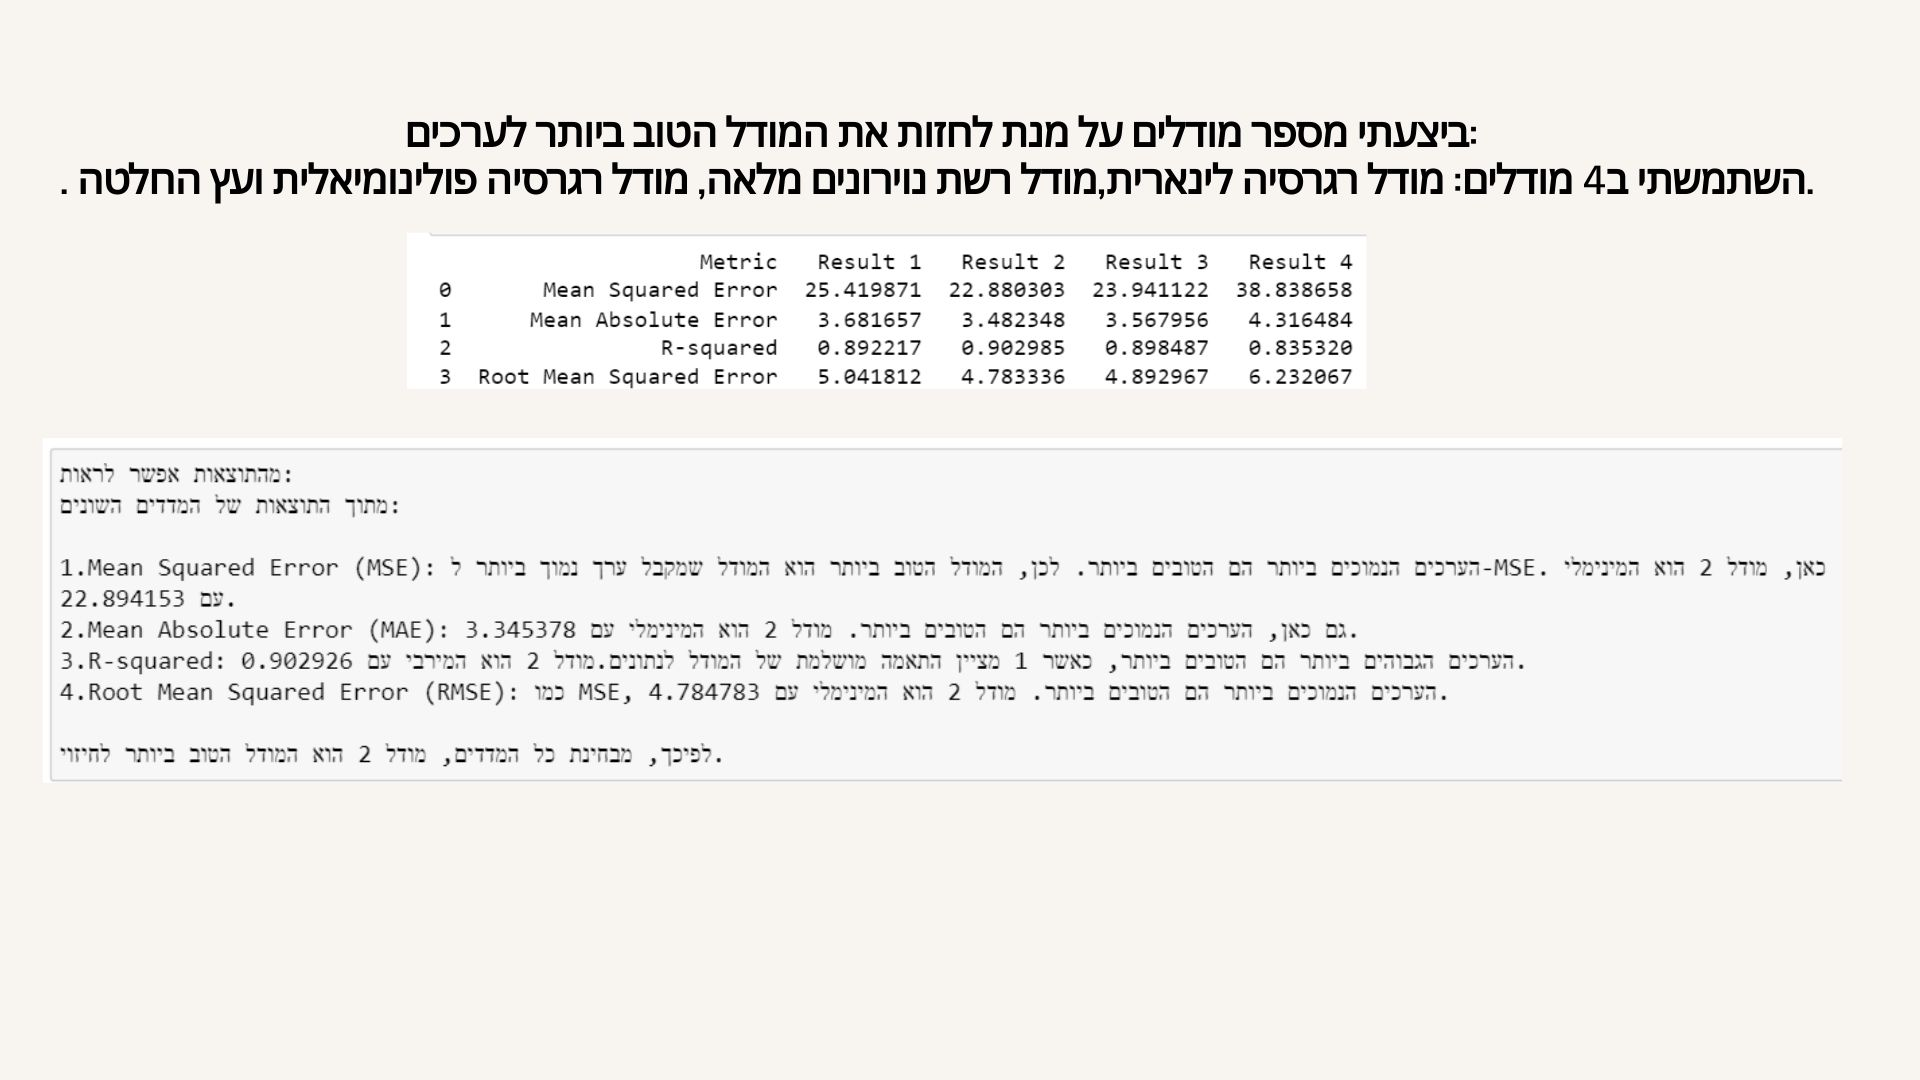 ביצעתי מספר מודלים על מנת לחזות את המודל הטוב ביותר לערכים:
השתמשתי ב4 מודלים: מודל רגרסיה לינארית,מודל רשת נוירונים מלאה, מודל רגרסיה פולינומיאלית ועץ החלטה . .
Metric Result 1 Result 2 Result 3 Result 4
0 Mean Squared Error 25.419871 22.880303 23.941122 38.838658
1 Mean Absolute Error 3.681657 3.482348 3.567956 4.316484
2 R-squared 0.892217 0.902985 0.898487 0.835320
3 Root Mean Squared Error 5.041812 4.783336 4.892967 6.232067
מהתוצאות אפשר לראות:
מתוך התוצאות של המדדים השונים:
1.Mean Squared Error (MSE): הערכים הנמוכים ביותר הם הטובים ביותר. לכן, המודל הטוב ביותר הוא המודל שמקבל ערך נמוך ביותר ל-MSE. כאן, מודל 2 הוא המינימלי
עם 22.894153.
2.Mean Absolute Error (MAE): גם כאן, הערכים הנמוכים ביותר הם הטובים ביותר. מודל 2 הוא המינימלי עם 3.345378.
3.R-squared: הערכים הגבוהים ביותר הם הטובים ביותר, כאשר 1 מציין התאמה מושלמת של המודל לנתונים.מודל 2 הוא המירבי עם 0.902926.
4.Root Mean Squared Error (RMSE): כמו MSE, הערכים הנמוכים ביותר הם הטובים ביותר. מודל 2 הוא המינימלי עם 4.784783.
לפיכך, מבחינת כל המדדים, מודל 2 הוא המודל הטוב ביותר לחיזוי.